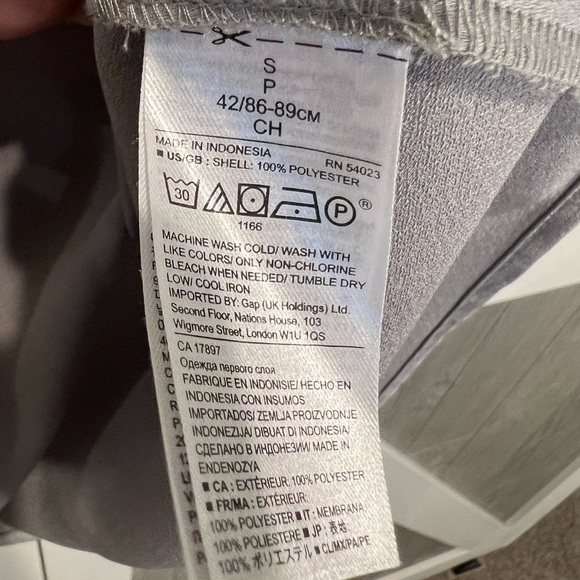 S
P
42/86-89CM
CH
MADE IN INDONESIA RN 54023
■ US/GB : SHELL: 100% POLYESTER
30 P ®
1166
MACHINE WASH COLD/ WASH WITH
LIKE COLORS/ ONLY NON-CHLORINE
BLEACH WHEN NEEDED/ TUMBLE DRY
LOW/ COOL IRON
IMPORTED BY: Gap (UK Holdings) Ltd.
Second Floor, Nations House, 103
Wigmore Street, London W1U 1QS
CA 17897
Одежда первого слоя
FABRIQUE EN INDONISIE/ HECHO EN
INDONESIA CON INSUMOS
IMPORTADOS/ ZEMLJA PROIZVODNJE
INDONEZIJA/ DIBUAT DI INDONESIA/
СДЕЛАНО В ИНДОНЕЗИИ/ MADE IN
ENDENOZYA
■ CA : EXTÉRIEUR: 100% POLYESTER
■ FR/MA : EXTÉRIEUR:
100% POLYESTER ■ IT : MEMBRANA
100% POLIESTERE ■ JP : 表地:
100% ポリエステル ■ CL/MX/PA/PE